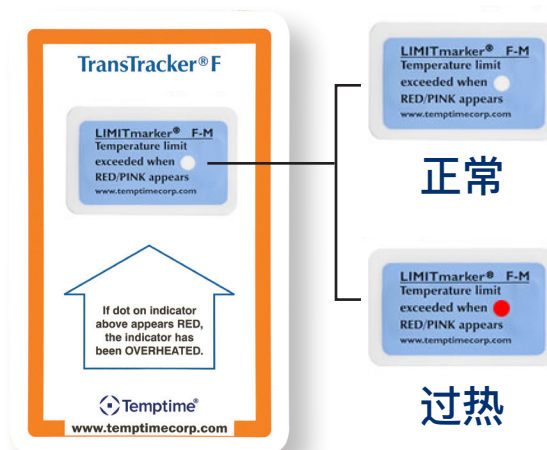 TransTracker®F
LIMITmarker® F-M
Temperature limit
exceeded when
RED/PINK appears
www.temptimecorp.com
If dot on indicator
above appears RED,
the indicator has
been OVERHEATED.
Temptime®
www.temptimecorp.com
LIMITmarker® F-M
Temperature limit
exceeded when
RED/PINK appears
www.temptimecorp.com
正常
LIMITmarker® F-M
Temperature limit
exceeded when
RED/PINK appears
www.temptimecorp.com
过热